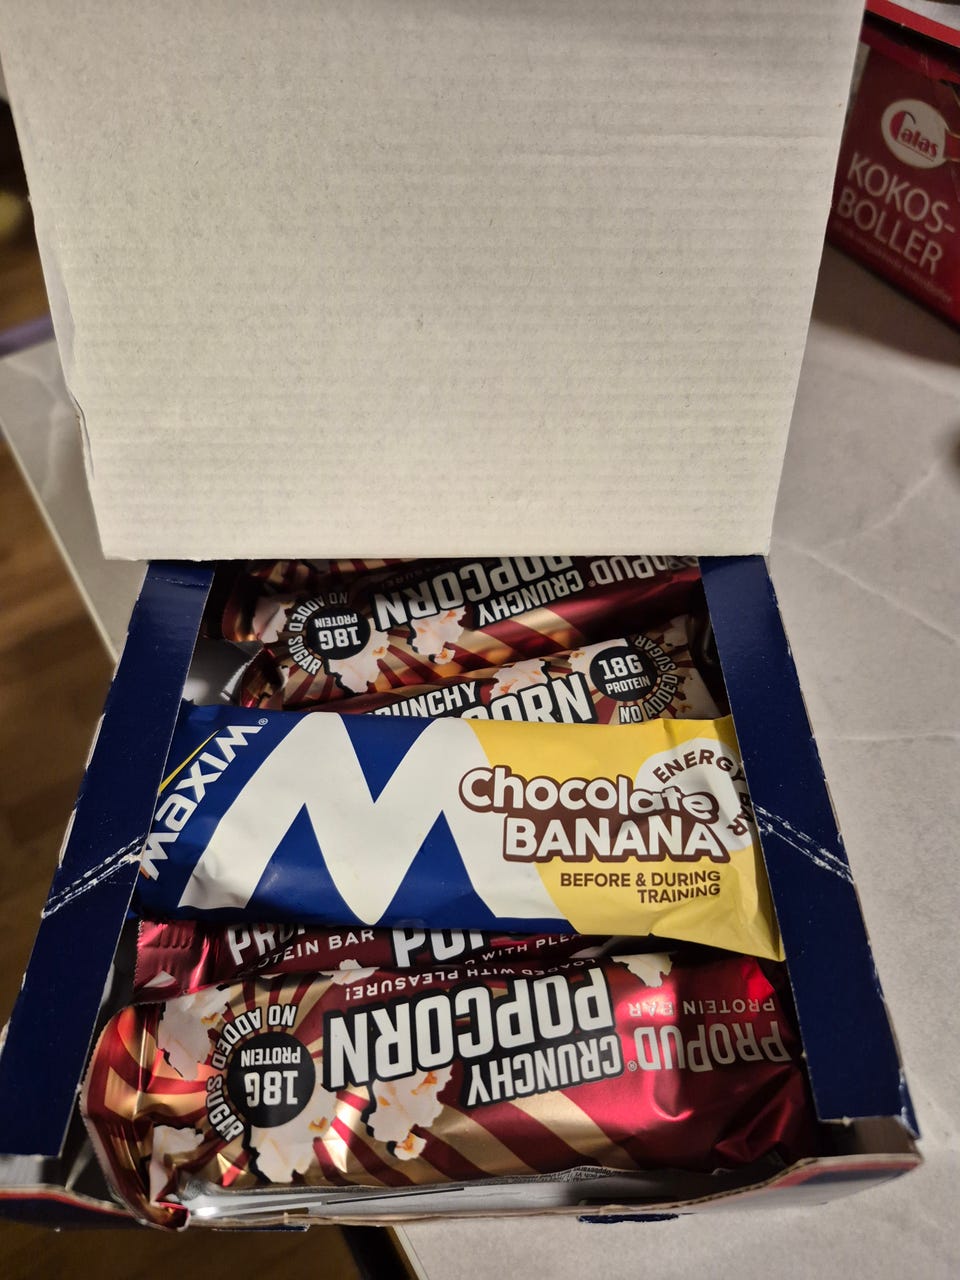 Calas
KOKOS-
BOLLER
PROPUD®
CRUNCHY
POPCORN
18G
PROTEIN
NO ADDED SUGAR
CRUNCHY
18G
PROTEIN
NO ADDED SUGAR
MAXIM®
M
Chocolate
BANANA
ENERGY BAR
BEFORE & DURING
TRAINING
PROTEIN BAR
WITH
PROPUD®
PROTEIN BAR
CRUNCHY
POPCORN
LOADED WITH PLEASURE!
18G
PROTEIN
NO ADDED SUGAR